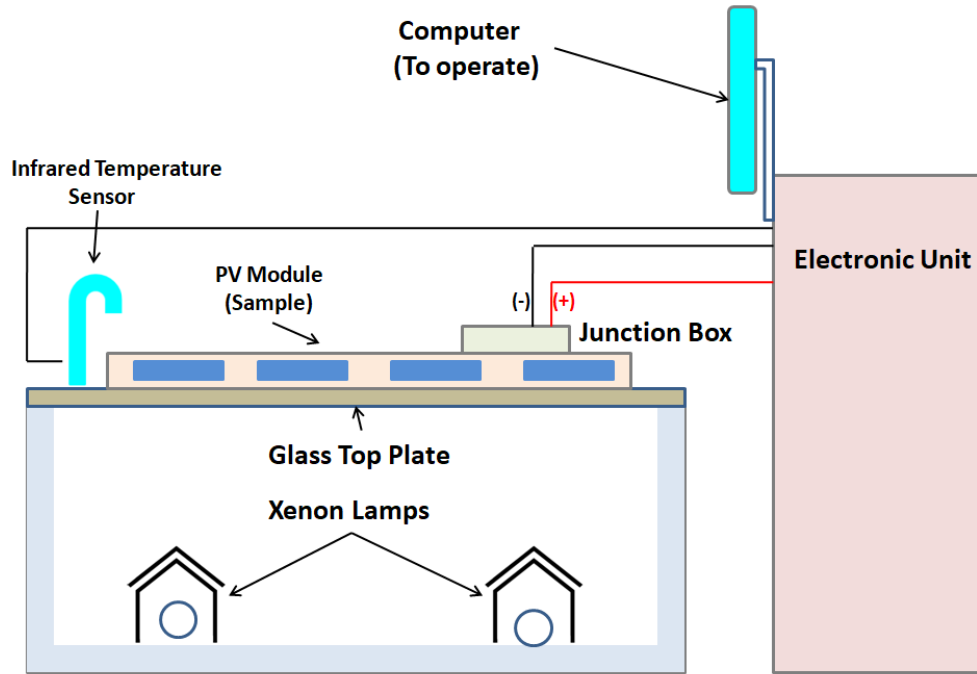 Computer
(To operate)
Infrared Temperature
Sensor
Electronic Unit
PV Module
(Sample)
(-)
(+)
Junction Box
Glass Top Plate
Xenon Lamps